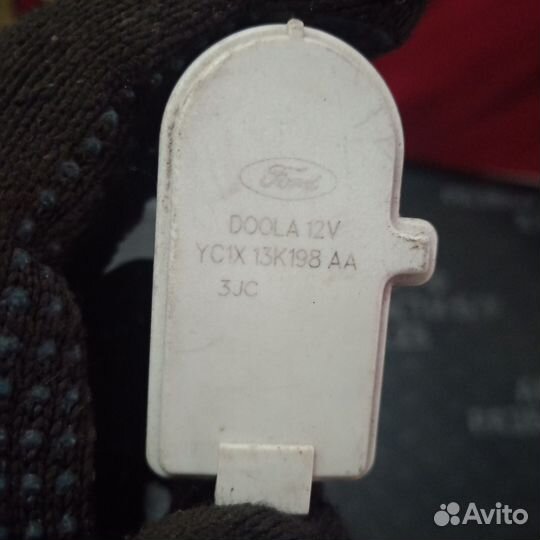 Ford
DOOLA 12V
YC1X 13K198 AA
3JC
Avito